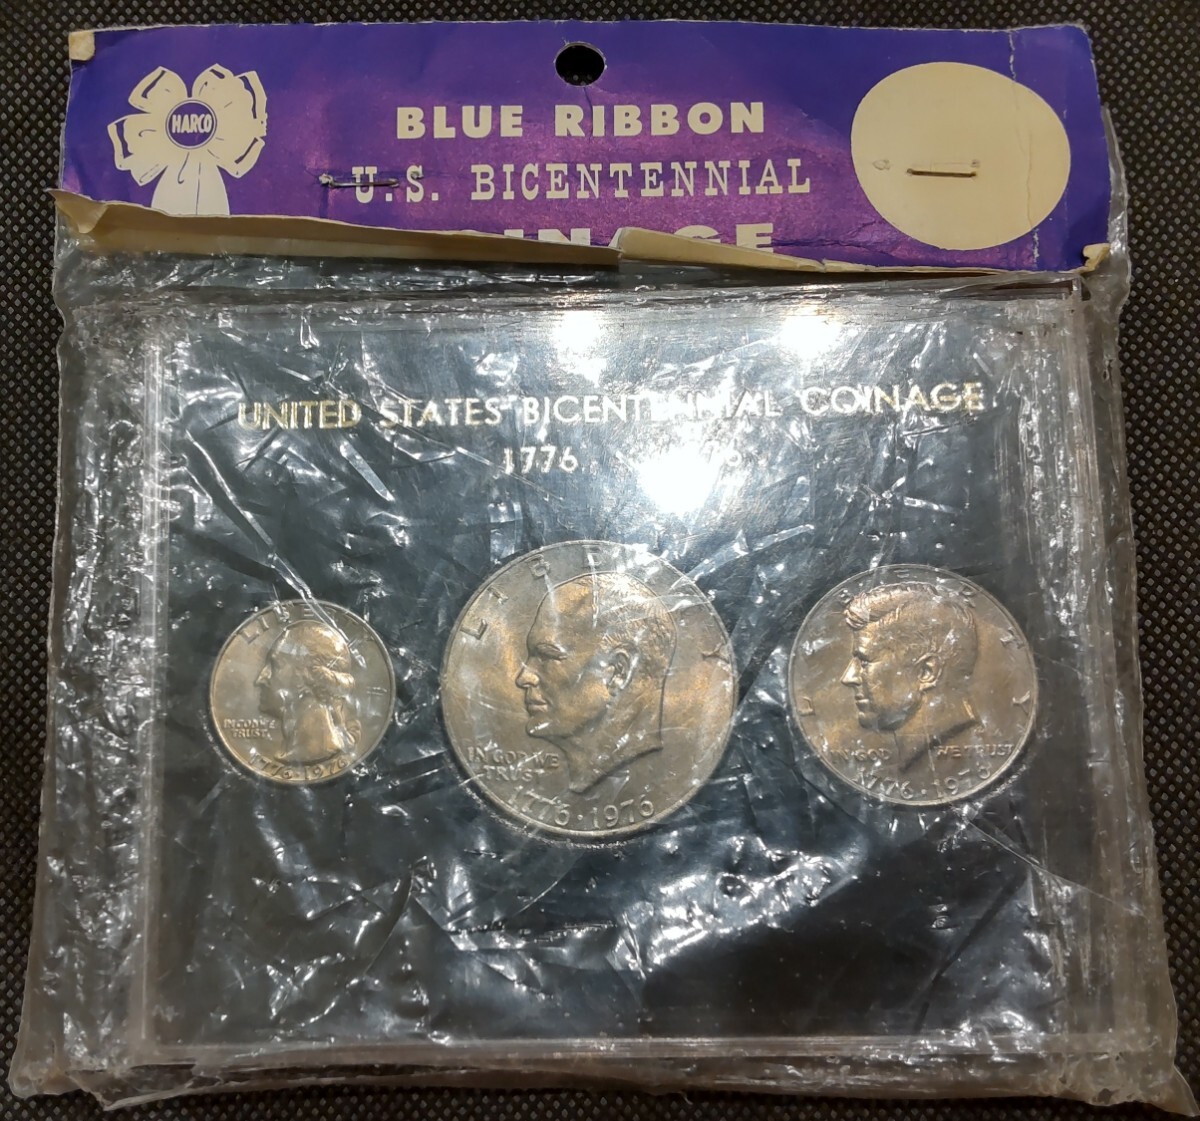 HARCO
BLUE RIBBON
U.S. BICENTENNIAL
COINAGE
UNITED STATES BICENTENNIAL COINAGE
1776
LIBERTY
IN GOD WE
TRUST
1776·1976
LIBERTY
IN GOD WE
TRUST
1776·1976
LIBERTY
IN GOD WE TRUST
1776·1976